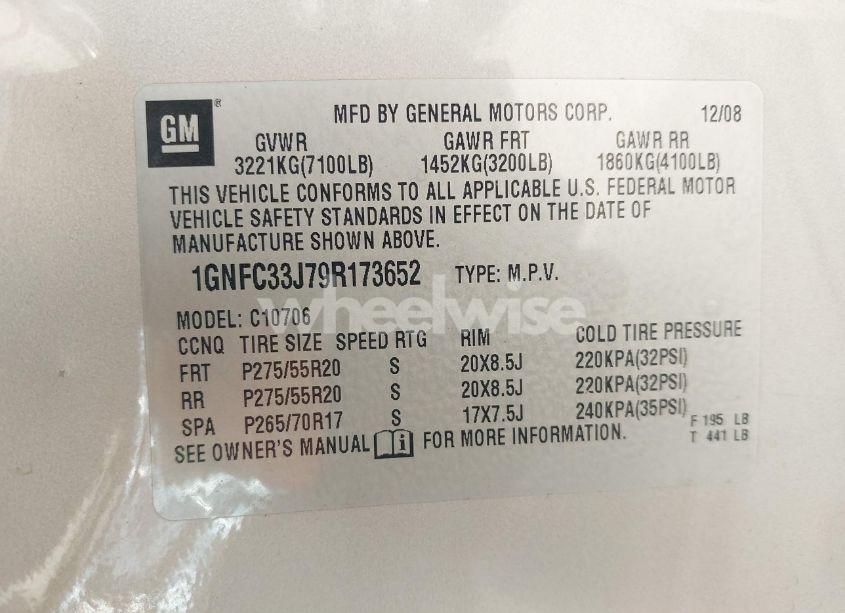 GM® MFD BY GENERAL MOTORS CORP. 12/08
GVWR GAWR FRT GAWR RR
3221KG(7100LB) 1452KG(3200LB) 1860KG(4100LB)
THIS VEHICLE CONFORMS TO ALL APPLICABLE U.S. FEDERAL MOTOR
VEHICLE SAFETY STANDARDS IN EFFECT ON THE DATE OF
MANUFACTURE SHOWN ABOVE.
1GNFC33J79R173652 TYPE: M.P.V.
wheelwise
MODEL: C10706
CCNQ TIRE SIZE SPEED RTG RIM COLD TIRE PRESSURE
FRT P275/55R20 S 20X8.5J 220KPA(32PSI)
RR P275/55R20 S 20X8.5J 220KPA(32PSI)
SPA P265/70R17 S 17X7.5J 240KPA(35PSI) F 195 LB
SEE OWNER'S MANUAL i FOR MORE INFORMATION. T 441 LB